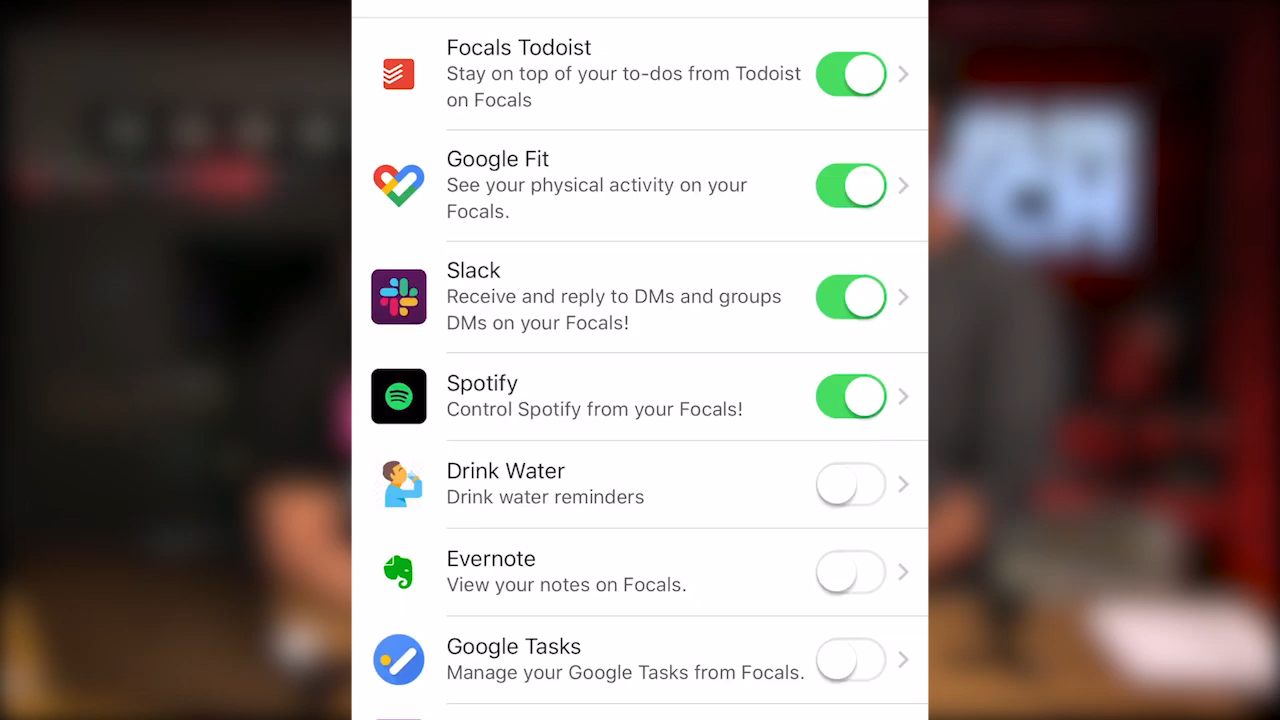 Focals Todoist
Stay on top of your to-dos from Todoist
on Focals
Google Fit
See your physical activity on your
Focals.
Slack
Receive and reply to DMs and groups
DMs on your Focals!
Spotify
Control Spotify from your Focals!
Drink Water
Drink water reminders
Evernote
View your notes on Focals.
Google Tasks
Manage your Google Tasks from Focals.